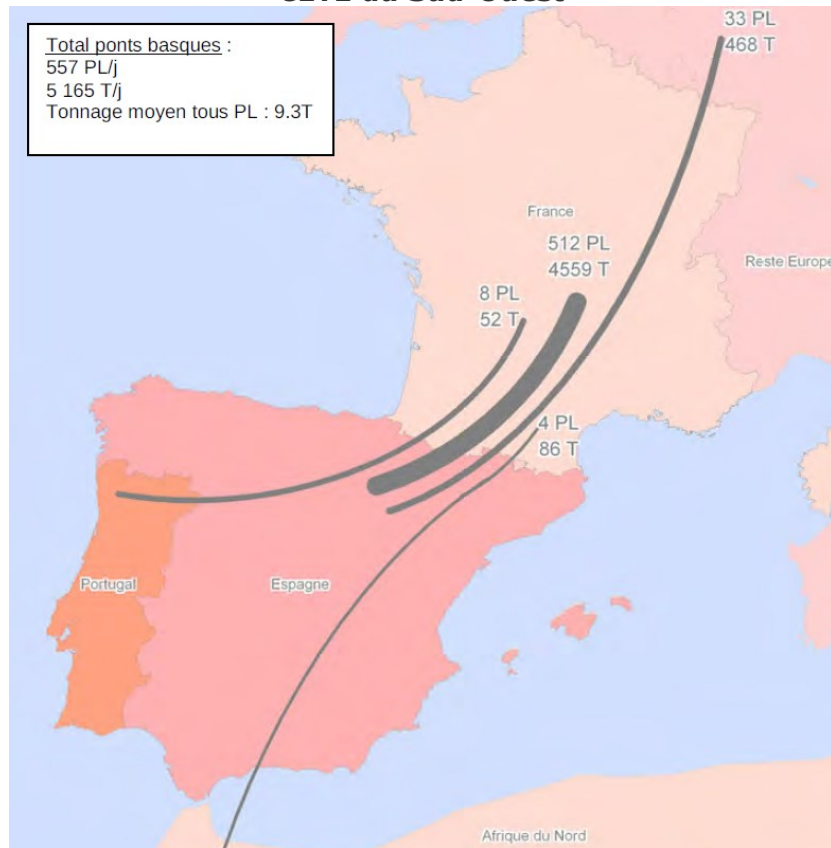 Total ponts basques :
557 PL/j
5 165 T/j
Tonnage moyen tous PL : 9.3T
33 PL
468 T
France
512 PL
4559 T
Reste Europe
8 PL
52 T
4 PL
86 T
Portugal
Espagne
Afrique du Nord